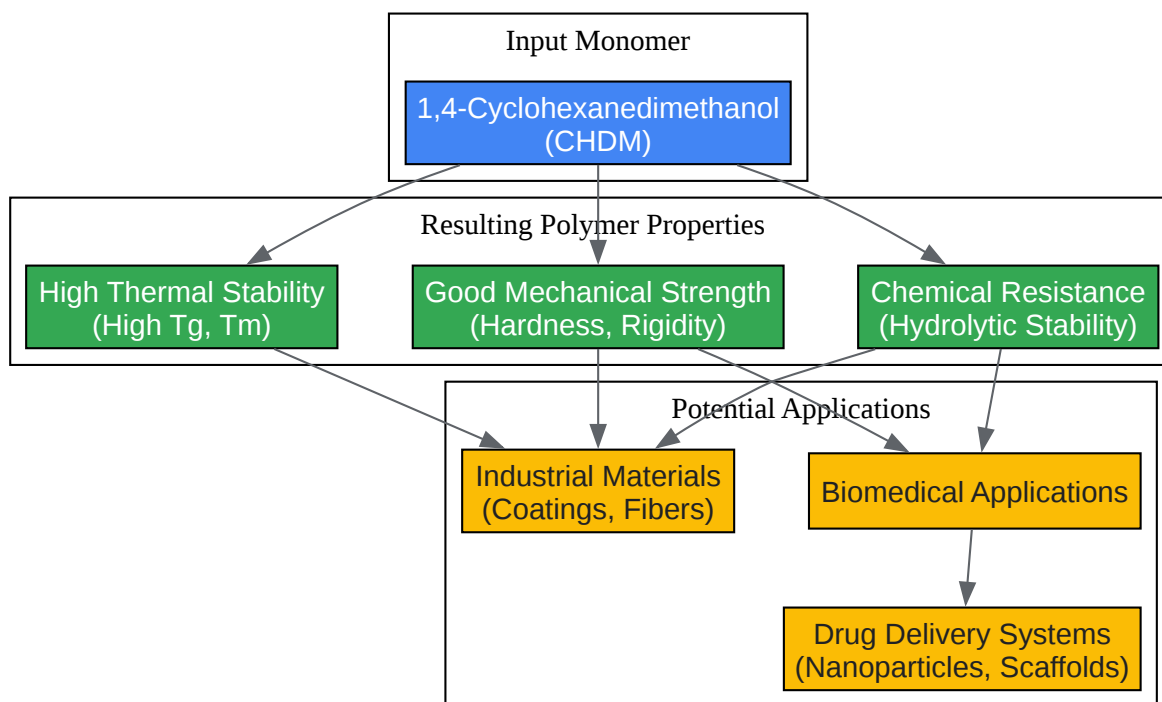 Input Monomer
1,4-Cyclohexanedimethanol
(CHDM)
Resulting Polymer Properties
High Thermal Stability
(High Tg, Tm)
Good Mechanical Strength
(Hardness, Rigidity)
Chemical Resistance
(Hydrolytic Stability)
Potential Applications
Industrial Materials
(Coatings, Fibers)
Biomedical Applications
Drug Delivery Systems
(Nanoparticles, Scaffolds)